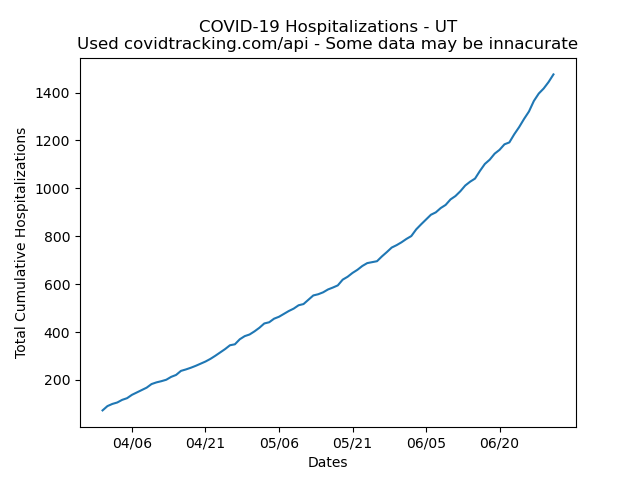 COVID-19 Hospitalizations - UT
Used covidtracking.com/api - Some data may be innacurate
Total Cumulative Hospitalizations
1400
1200
1000
800
600
400
200
04/06 04/21 05/06 05/21 06/05 06/20
Dates